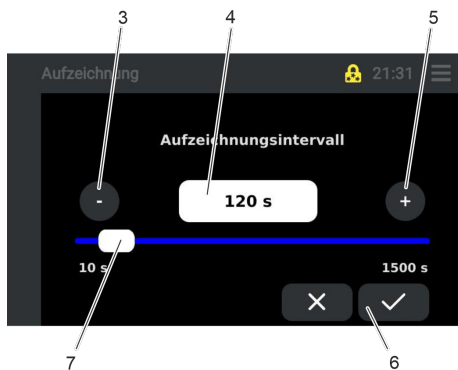 3 4 5
Aufzeichnung 21:31
Aufzeichnungsintervall
- 120 s +
10 s 1500 s
7 6